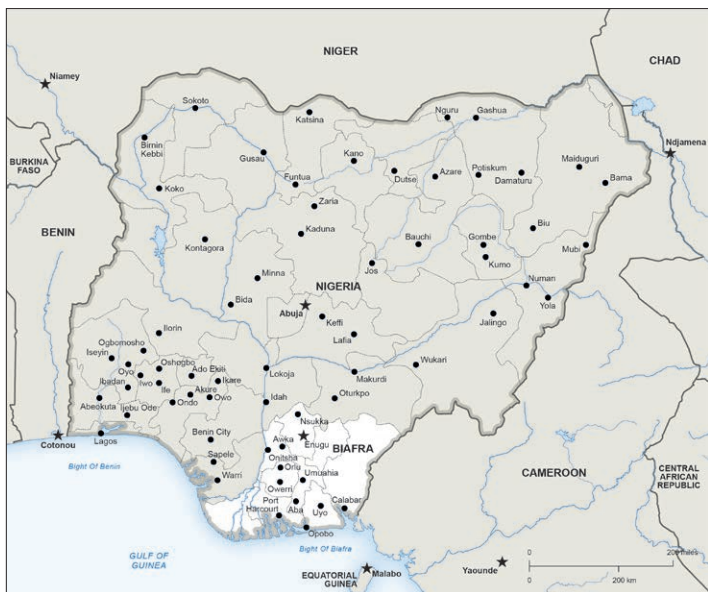 NIGER
CHAD
Niamey
Sokoto
Katsina
Nguru
Gashua
Birnin
Kebbi
Gusau
Kano
Ndjamena
BURKINA
FASO
Koko
Funtua
Dutse
Azare
Potiskum
Damaturu
Maiduguri
Bama
Zaria
BENIN
Kontagora
Kaduna
Bauchi
Gombe
Biu
Mubi
Kumo
Jos
Minna
NIGERIA
Numan
Yola
Bida
Abuja
Keffi
Jalingo
Lafia
Ilorin
Ogbomosho
Iseyin
Oyo
Oshogbo
Ado Ekiti
Ikare
Iwo
Ibadan
Ife
Akure
Owo
Ondo
Abeokuta
Ijebu Ode
Lokoja
Makurdi
Wukari
Idah
Oturkpo
Nsukka
Cotonou
Lagos
Benin City
Awka
Enugu
BIAFRA
Onitsha
Orlu
Sapele
Umuahia
Warri
Owerri
Bight Of Benin
CAMEROON
CENTRAL
AFRICAN
REPUBLIC
Port
Harcourt
Aba
Uyo
Calabar
Opobo
Bight Of Biafra
GULF OF
GUINEA
EQUATORIAL
GUINEA
Malabo
Yaounde
0
200 miles
0
200 km